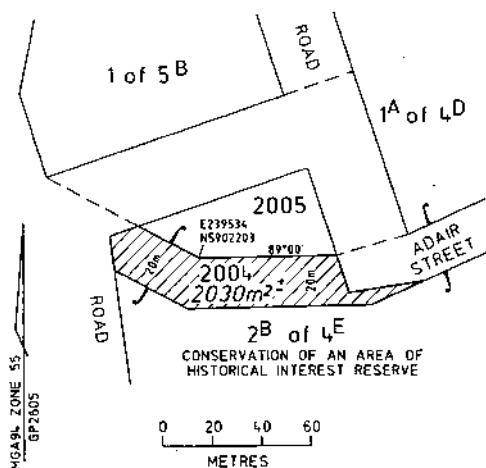 ROAD
1 of 5ᴮ
1ᴬ of 4ᴰ
2005
E239534
N5902203
89°00'
ADAIR
STREET
20m
2004
2030m²±
20m
ROAD
2ᴮ of 4ᴱ
CONSERVATION OF AN AREA OF
HISTORICAL INTEREST RESERVE
MGA94 ZONE 55
GP2605
0 20 40 60
METRES